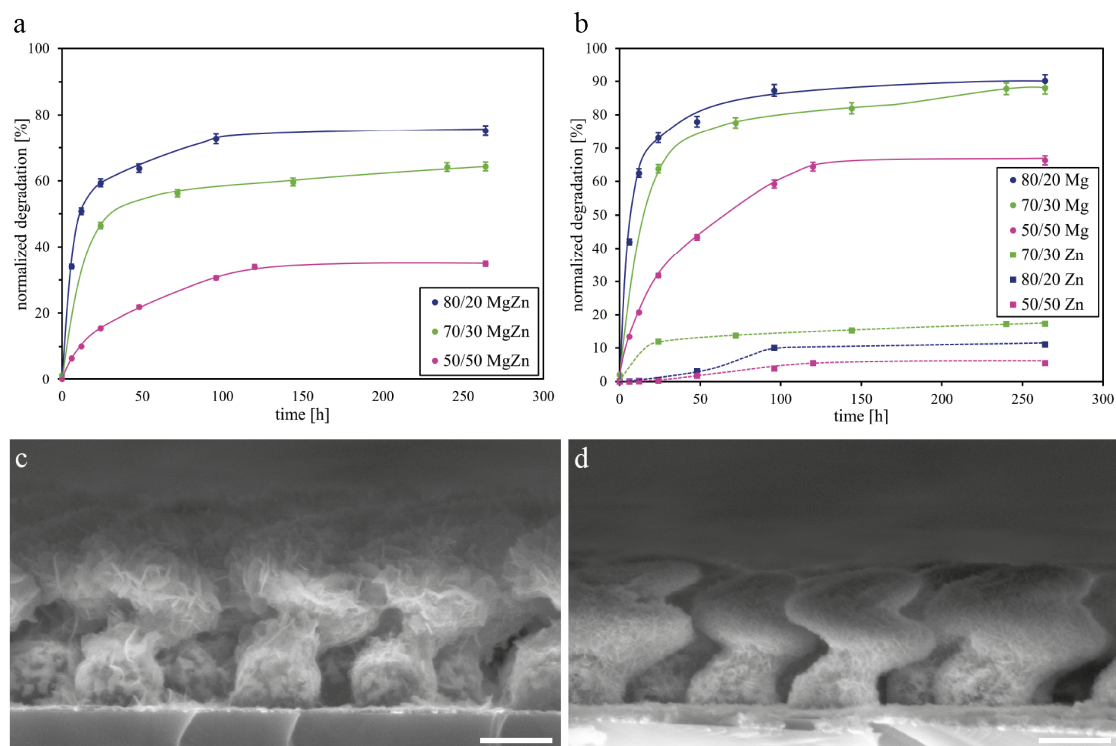 a
100
80
60
40
20
0
normalized degradation [%]
0 50 100 150 200 250 300
time [h]
80/20 MgZn
70/30 MgZn
50/50 MgZn
b
100
90
80
70
60
50
40
30
20
10
0
normalized degradation [%]
0 50 100 150 200 250 300
time [h]
80/20 Mg
70/30 Mg
50/50 Mg
70/30 Zn
80/20 Zn
50/50 Zn
c
d